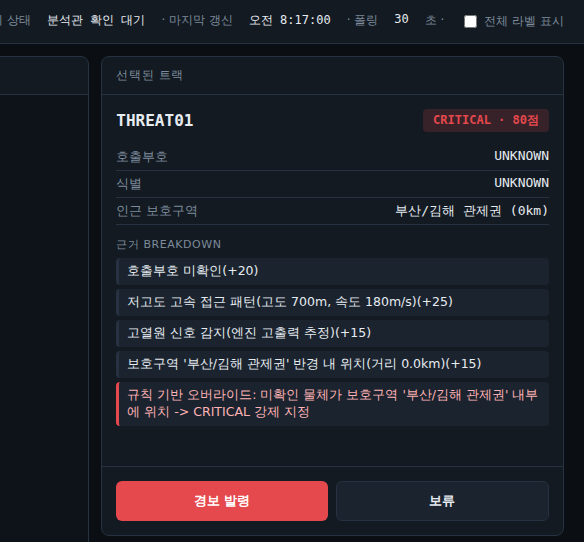 상태 분석관 확인 대기 · 마지막 갱신 오전 8:17:00 · 폴링 30 초 · 전체 라벨 표시
선택된 트랙
THREAT01 CRITICAL · 80점
호출부호 UNKNOWN
식별 UNKNOWN
인근 보호구역 부산/김해 관제권 (0km)
근거 BREAKDOWN
호출부호 미확인(+20)
저고도 고속 접근 패턴(고도 700m, 속도 180m/s)(+25)
고열원 신호 감지(엔진 고출력 추정)(+15)
보호구역 '부산/김해 관제권' 반경 내 위치(거리 0.0km)(+15)
규칙 기반 오버라이드: 미확인 물체가 보호구역 '부산/김해 관제권' 내부
에 위치 -> CRITICAL 강제 지정
경보 발령 보류